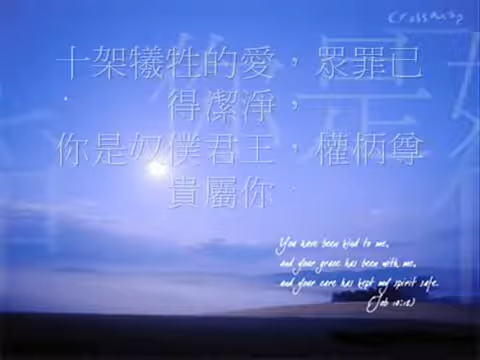 CrossMap
十架犧牲的愛，眾罪已
得潔淨，
你是奴僕君王，權柄尊
貴屬你
You have been kind to me,
and your grace has been with me,
and your care has kept my spirit safe.
(Job 10:12)